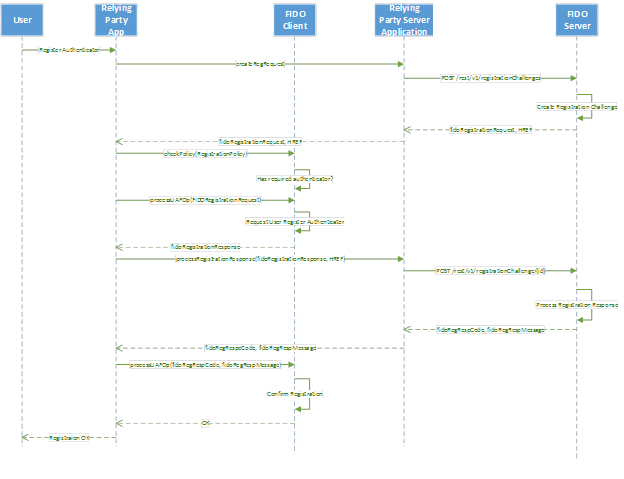 User
Relying
Party
App
FIDO
Client
Relying
Party Server
Application
FIDO
Server
Register Authenticator
createRegRequest
POST /rest/v1/registrationChallenges
Create Registration Challenge
fidoRegistrationRequest, HREF
fidoRegistrationRequest, HREF
checkPolicy(RegistrationPolicy)
Has required authenticator?
processUAFOp(FIDORegistrationRequest)
Request User Register Authenticator
fidoRegistrationResponse
processRegistrationResponse(fidoRegistrationResponse, HREF)
POST /rest/v1/registrationChallenge/{id}
Process Registration Response
fidoRegRespCode, fidoRegRespMessage
fidoRegRespCode, fidoRegRespMessage
processUAFOp(fidoRegRespCode, fidoRegRespMessage)
Confirm Registration
OK
Registraion OK